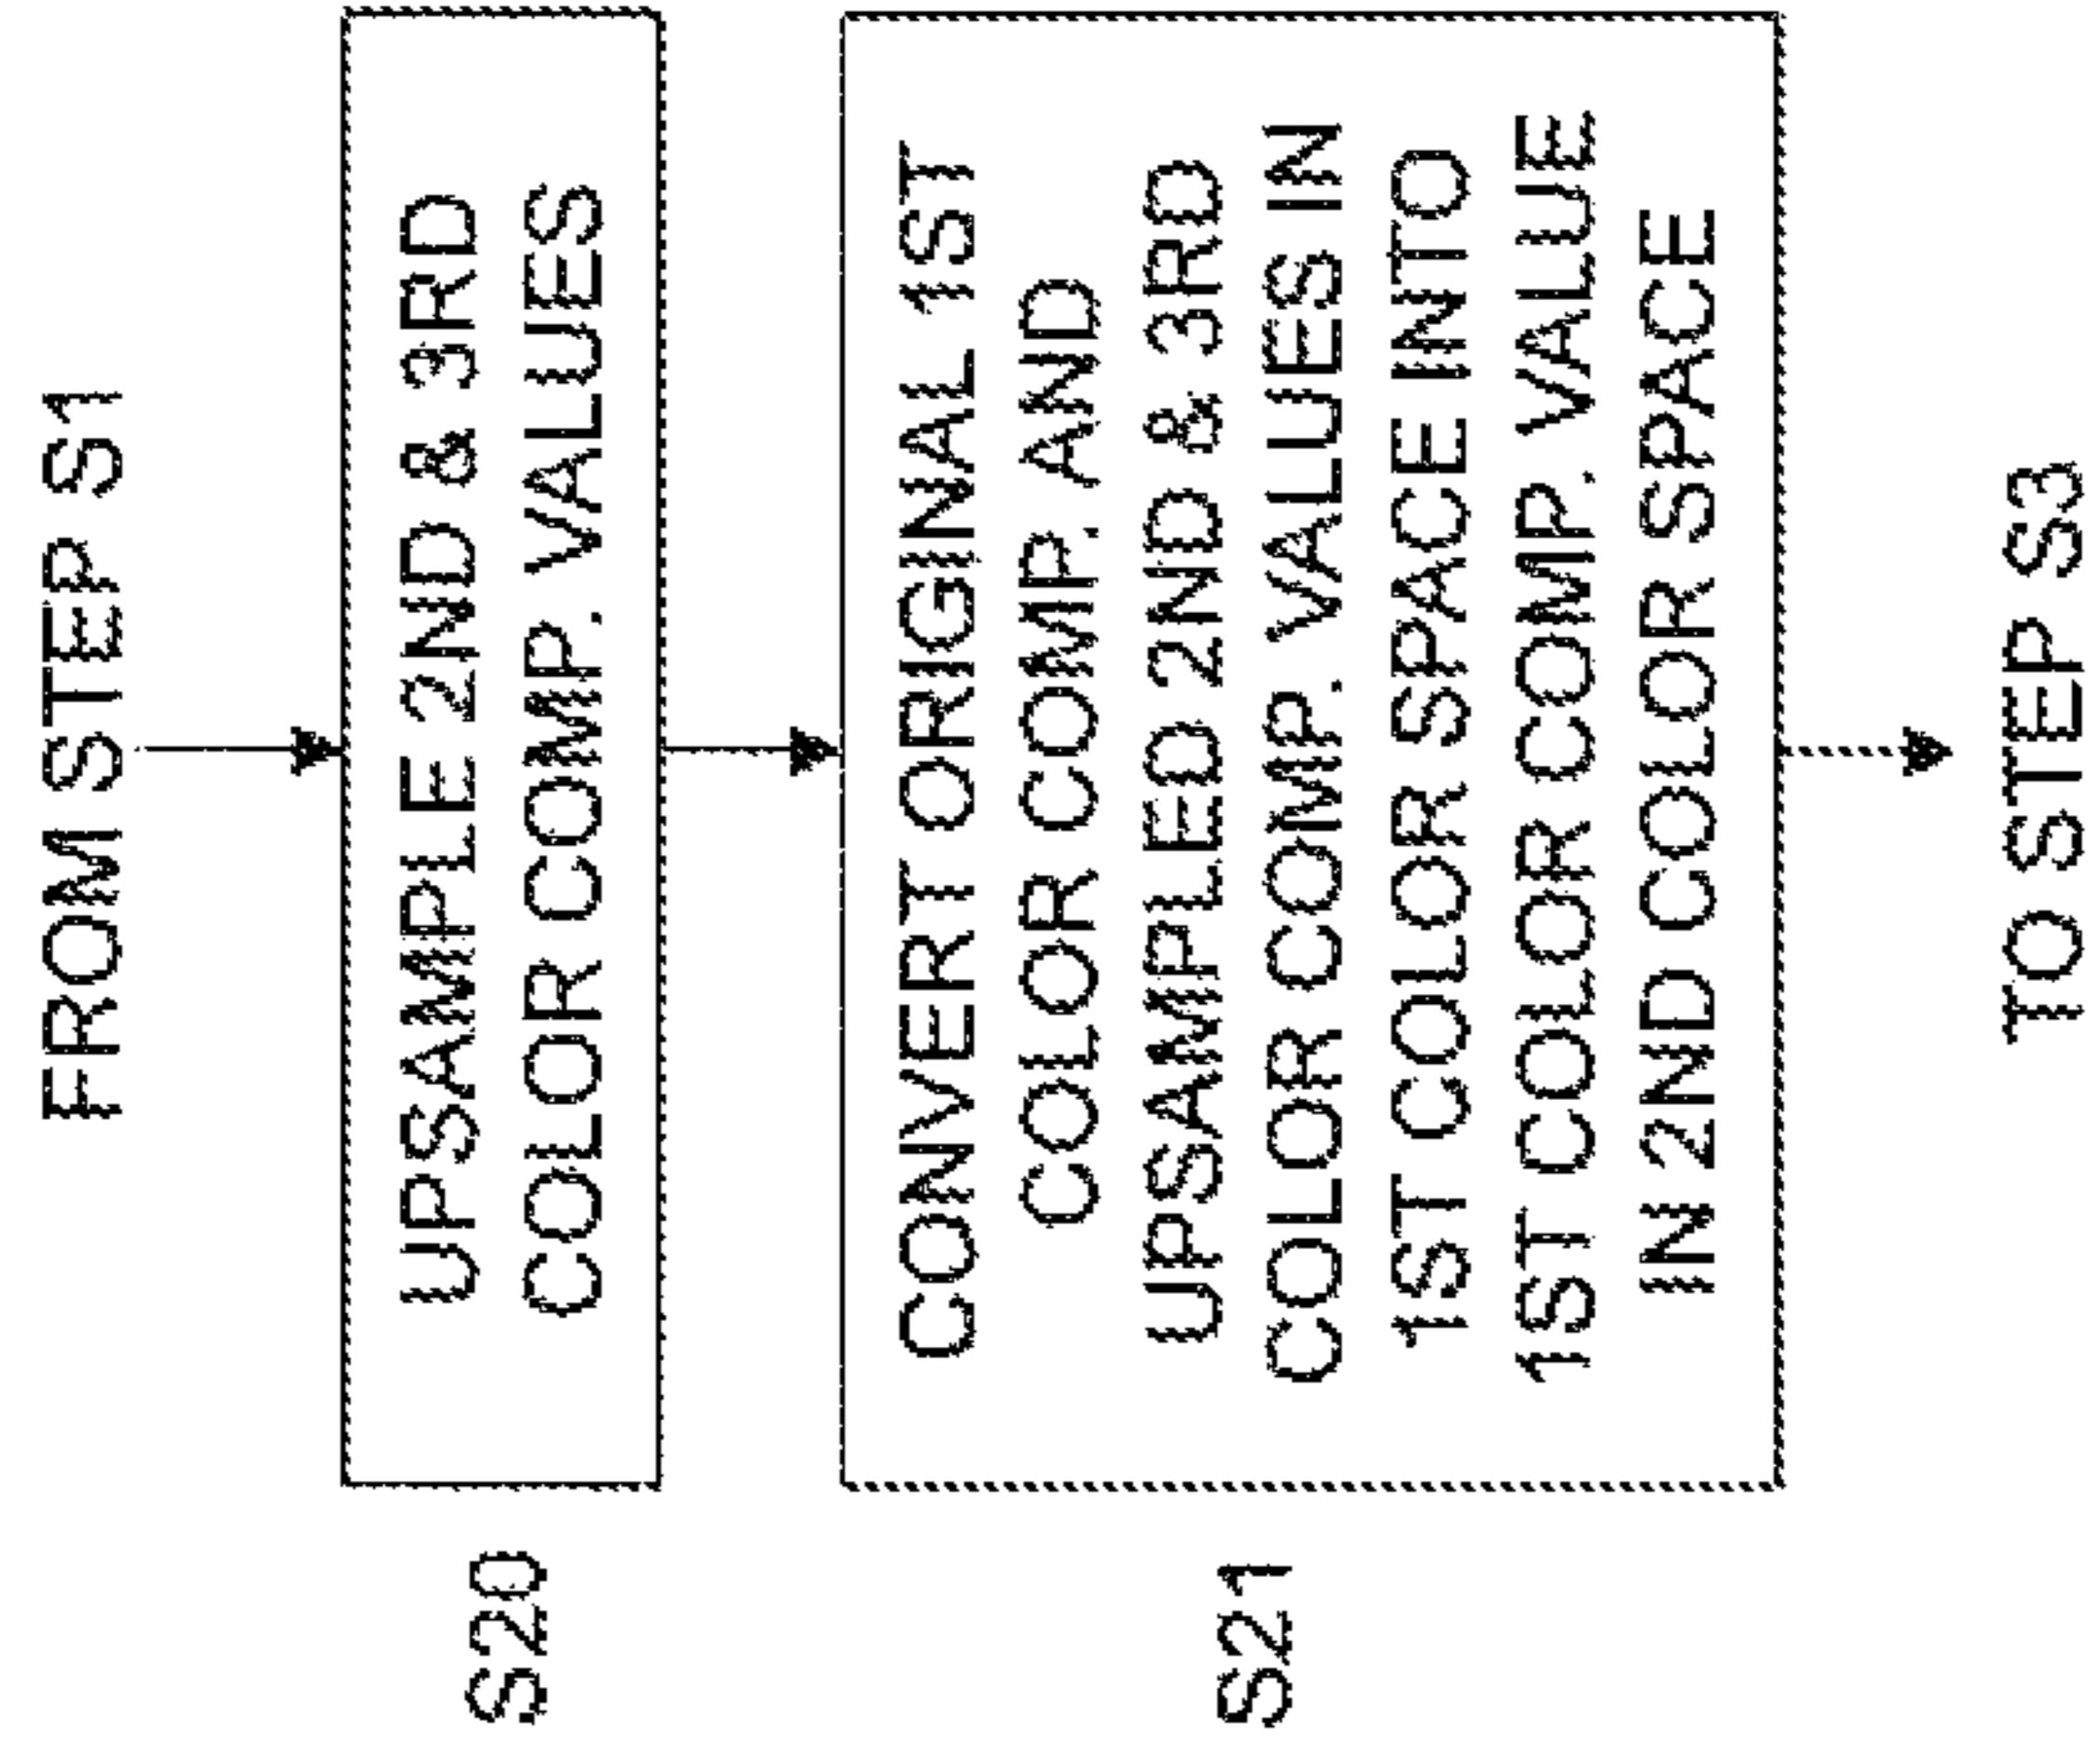 FROM STEP S1
S20
UPSAMPLE 2ND & 3RD
COLOR COMP. VALUES
S21
CONVERT ORIGINAL 1ST
COLOR COMP. AND
UPSAMPLED 2ND & 3RD
COLOR COMP. VALUES IN
1ST COLOR SPACE INTO
1ST COLOR COMP. VALUE
IN 2ND COLOR SPACE
TO STEP S3